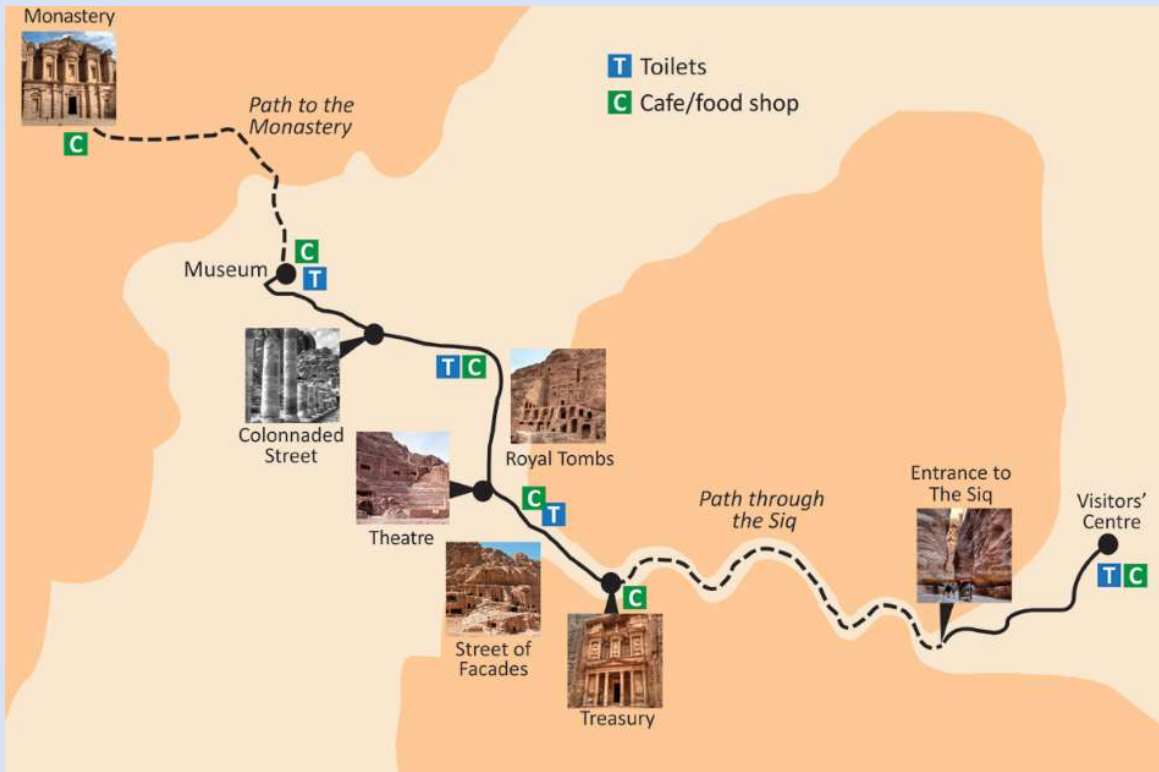 Monastery
C
Path to the
Monastery
T Toilets
C Cafe/food shop
C
Museum
T
T C
Colonnaded
Street
Royal Tombs
Theatre
C
T
Path through
the Siq
Entrance to
The Siq
Visitors'
Centre
T C
Street of
Facades
C
Treasury